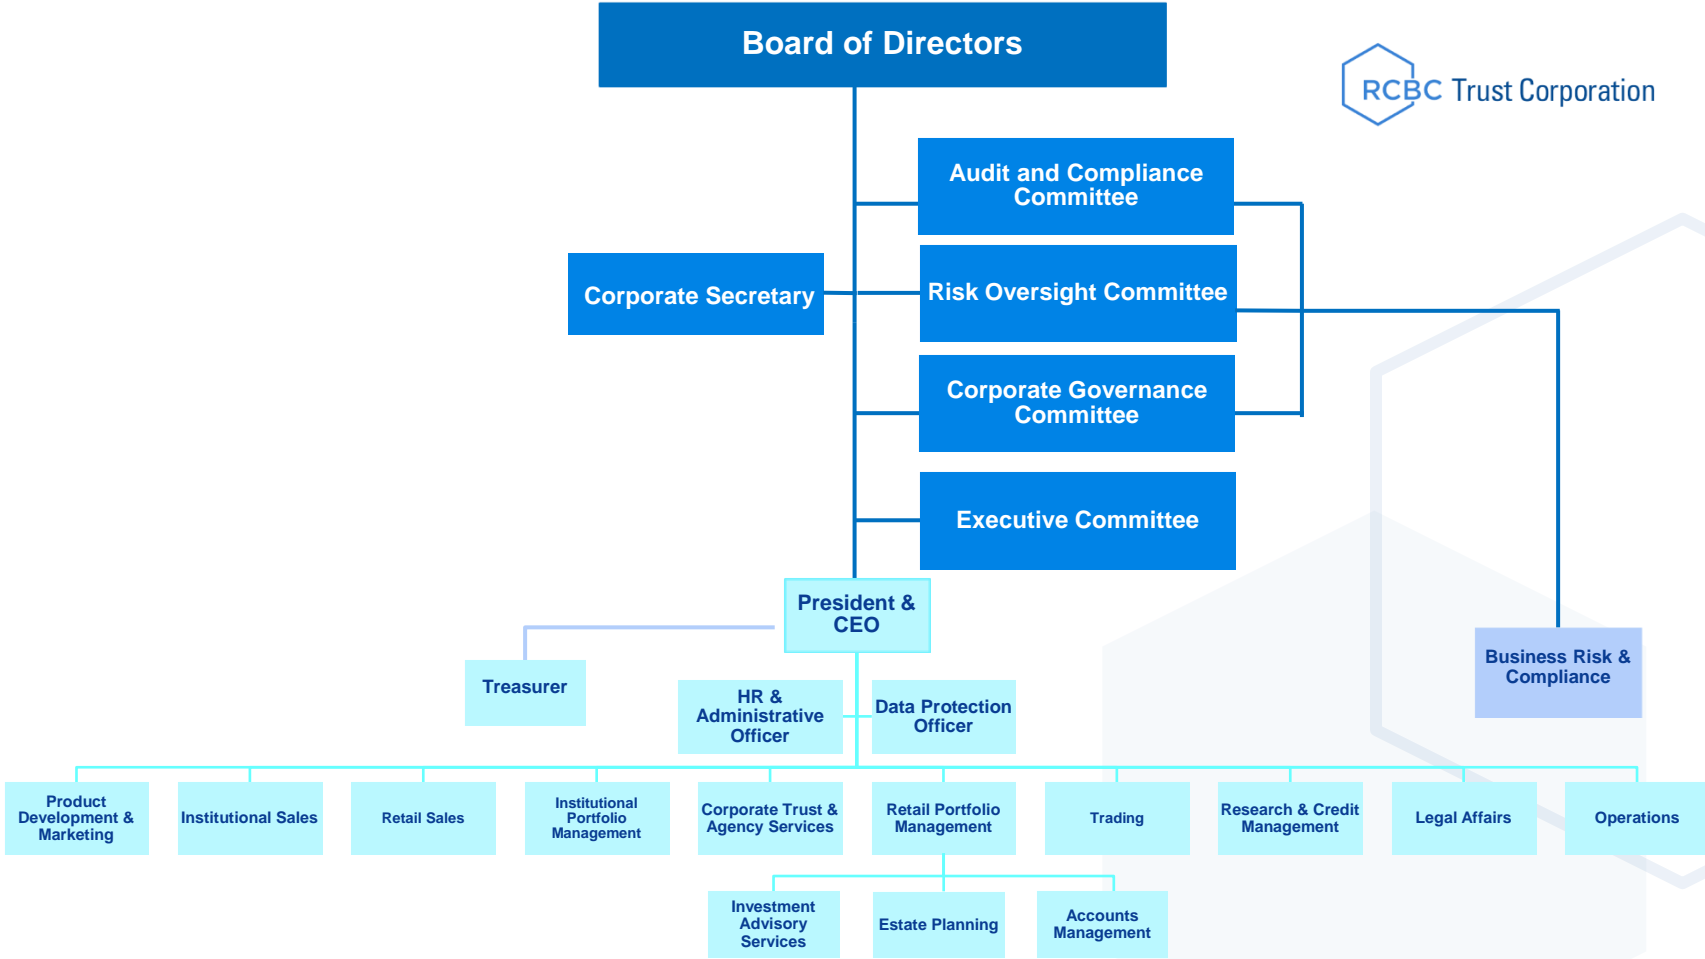 Board of Directors
RCBC Trust Corporation
Audit and Compliance
Committee
Corporate Secretary
Risk Oversight Committee
Corporate Governance
Committee
Executive Committee
President &
CEO
Treasurer
HR &
Administrative
Officer
Data Protection
Officer
Business Risk &
Compliance
Product
Development &
Marketing
Institutional Sales
Retail Sales
Institutional
Portfolio
Management
Corporate Trust &
Agency Services
Retail Portfolio
Management
Trading
Research & Credit
Management
Legal Affairs
Operations
Investment
Advisory
Services
Estate Planning
Accounts
Management